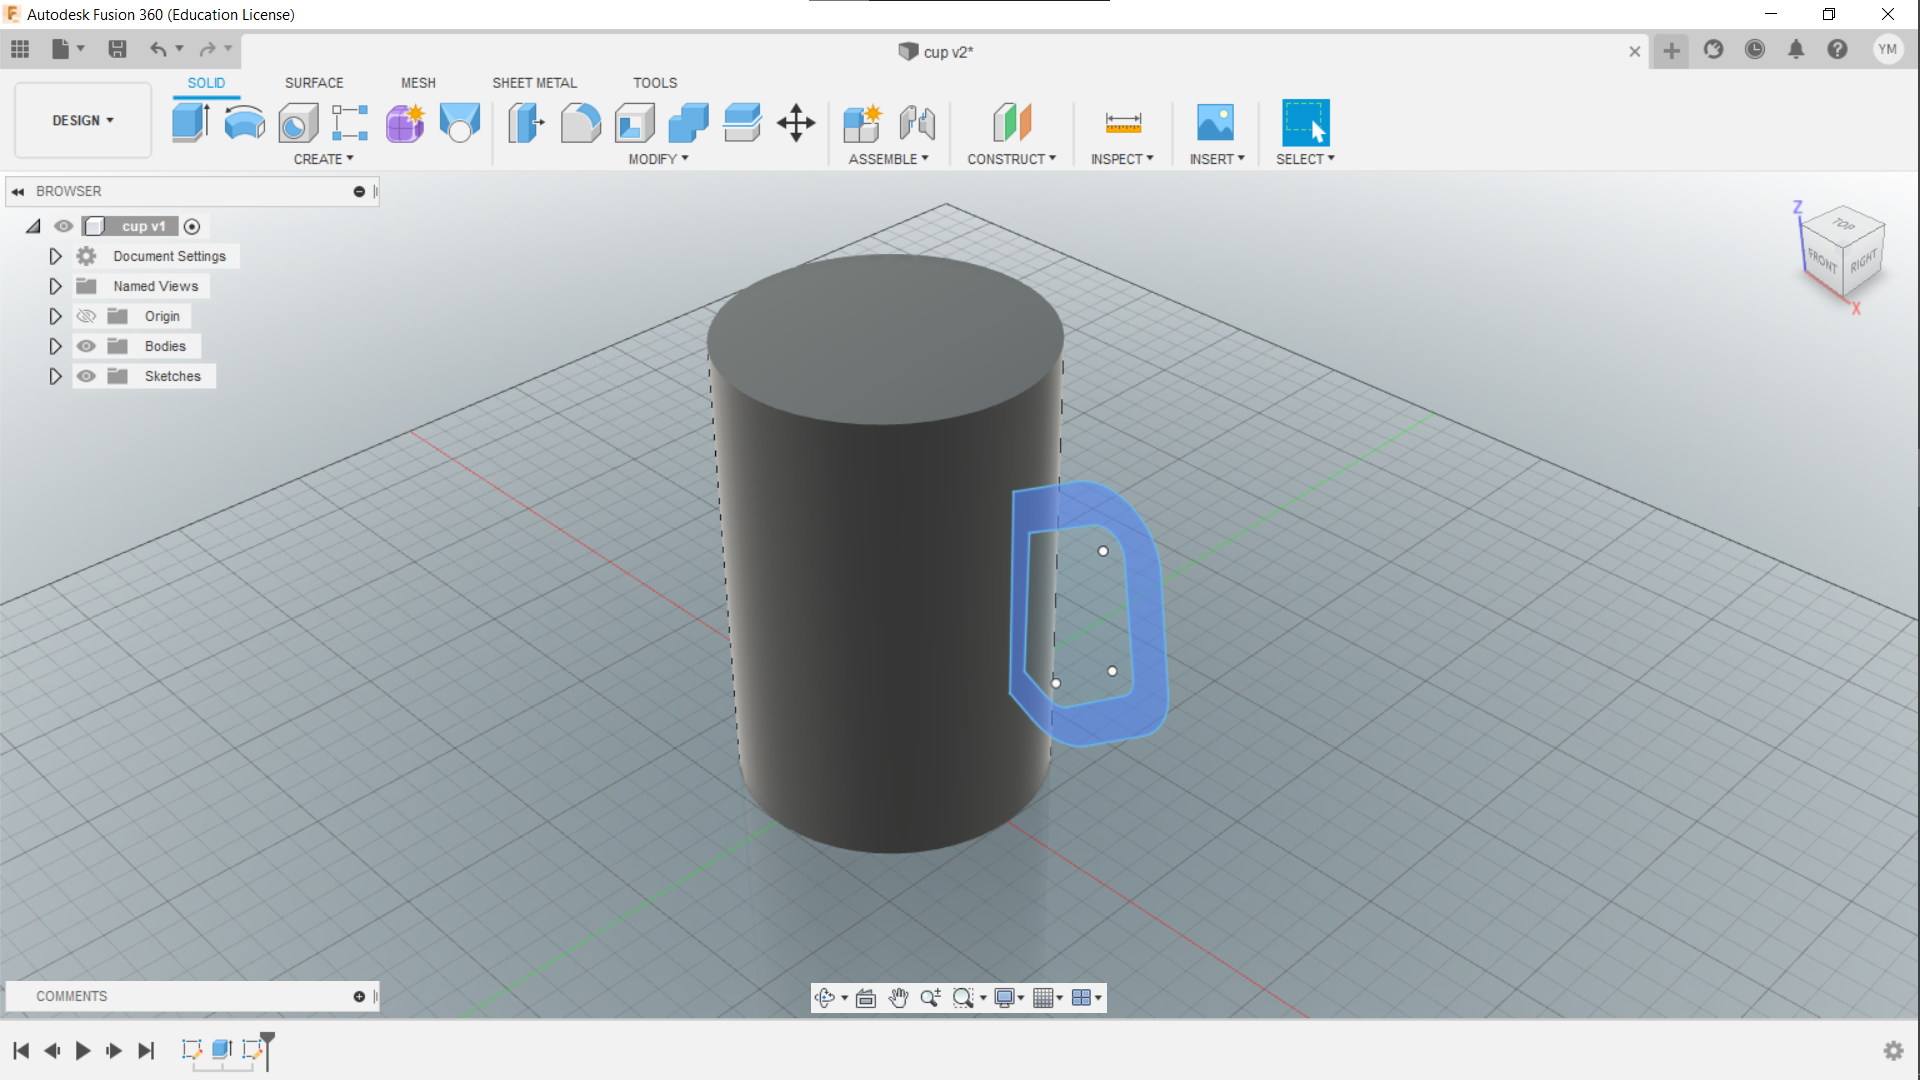 Autodesk Fusion 360 (Education License)
cup v2*
YM
DESIGN
SOLID
SURFACE
MESH
SHEET METAL
TOOLS
CREATE
MODIFY
ASSEMBLE
CONSTRUCT
INSPECT
INSERT
SELECT
BROWSER
cup v1
Document Settings
Named Views
Origin
Bodies
Sketches
Z
TOP
FRONT
RIGHT
X
COMMENTS